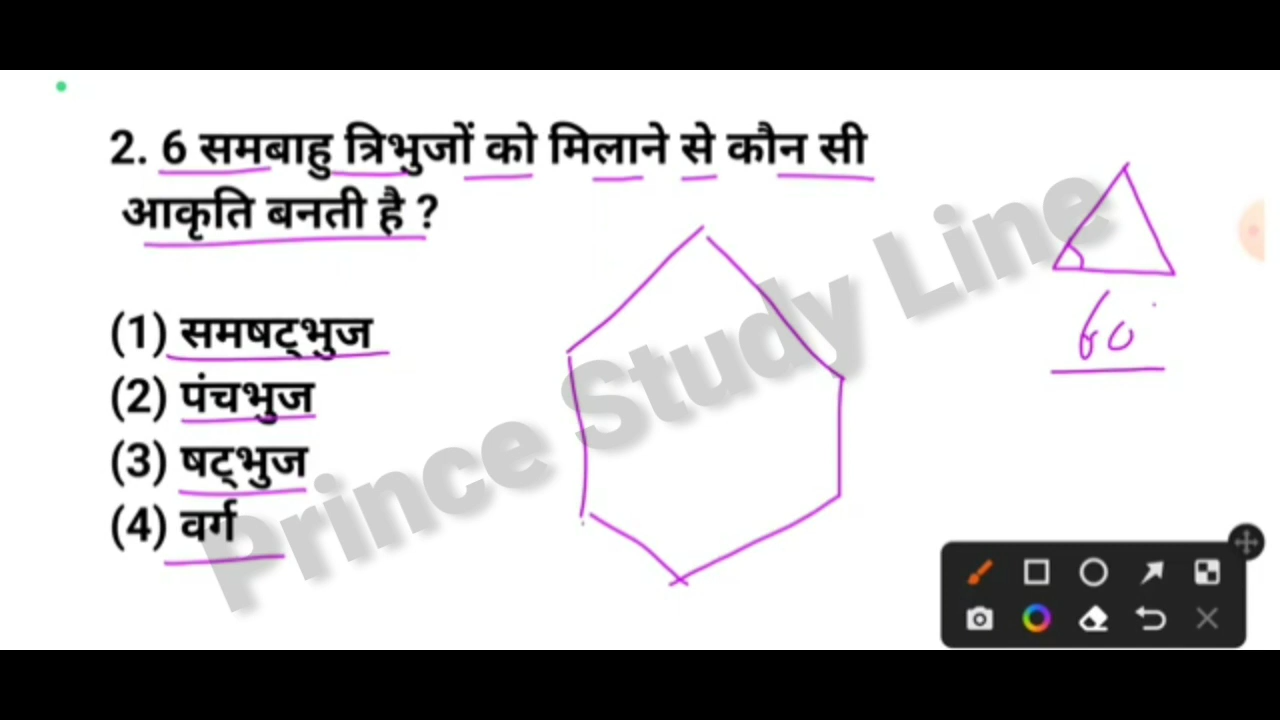 2. 6 समबाहु त्रिभुजों को मिलाने से कौन सी
आकृति बनती है ?
(1) समषट्भुज
(2) पंचभुज
(3) षट्भुज
(4) वर्ग
60°
Prince Study Line